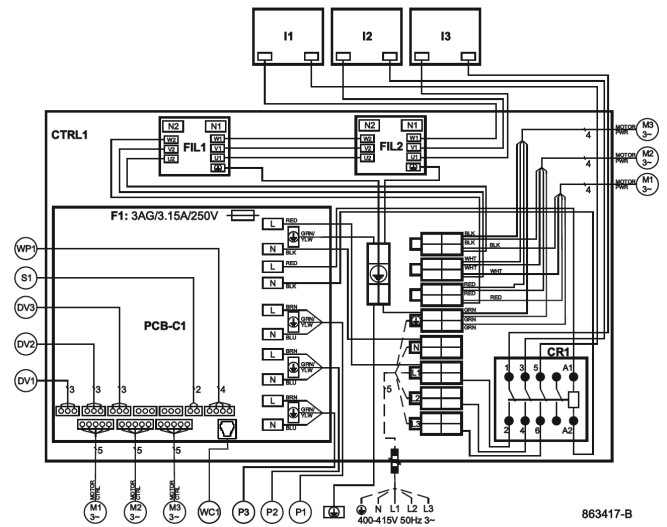 I1 I2 I3
CTRL1
N2 N1
W2 W1
V2 V1
U2 U1
FIL1
N2 N1
W2 W1
V2 V1
U2 U1
FIL2
4 MOTOR PWR M3 3~
4 MOTOR PWR M2 3~
4 MOTOR PWR M1 3~
F1: 3AG/3.15A/250V
L RED
GRN/YLW
N BLK
L RED
N BLK
L BRN
GRN/YLW
N BLU
L BRN
GRN/YLW
N BLU
L BRN
GRN/YLW
N BLU
PCB-C1
WP1
S1
DV3
DV2
DV1
3 3 3 2 4
BLK
BLK
BLK
WHT
WHT
WHT
RED
RED
RED
GRN
GRN
GRN
N
L1
L2
L3
5
CR1
1 3 5 A1
2 4 6 A2
5 5 5
MOTOR CTRL
MOTOR CTRL
MOTOR CTRL
M1 3~
M2 3~
M3 3~
WC1
P3
P2
P1
N L1 L2 L3
400-415V 50Hz 3~
863417-B